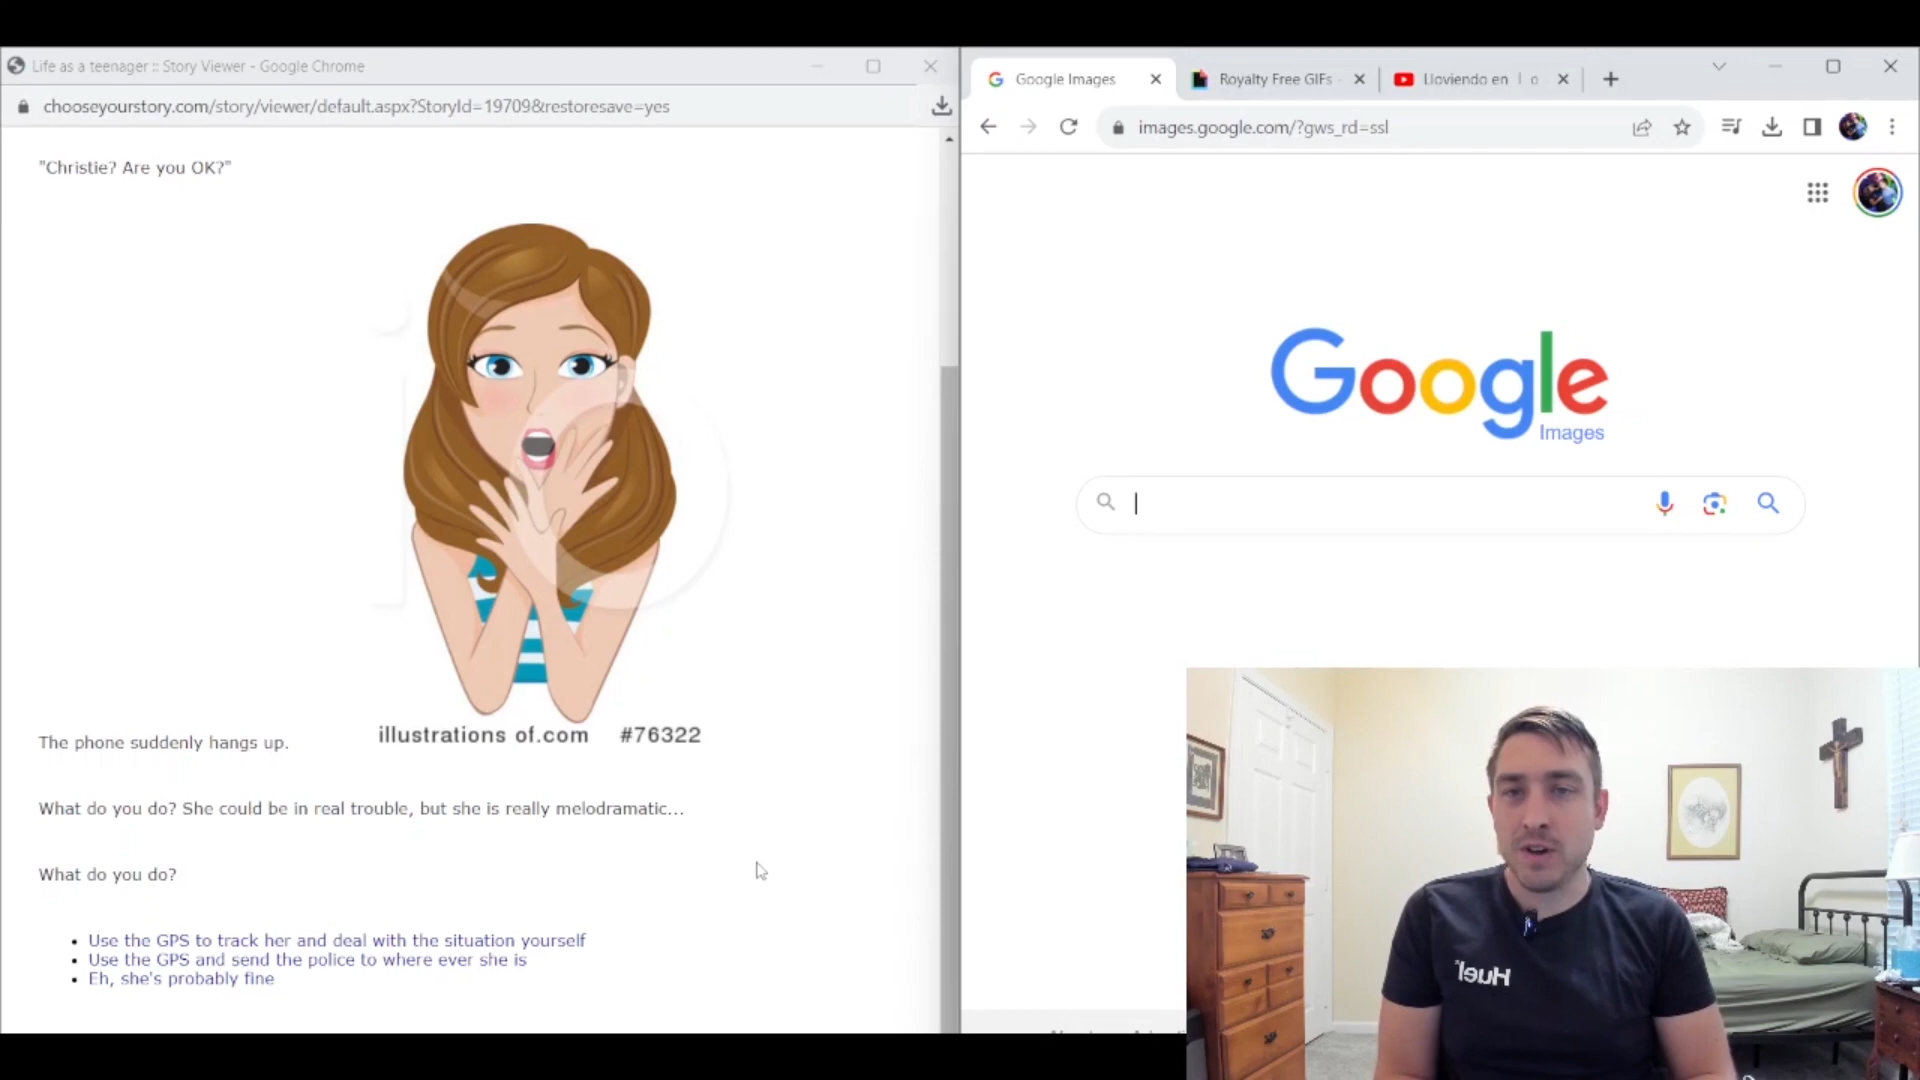 Life as a teenager :: Story Viewer - Google Chrome
chooseyourstory.com/story/viewer/default.aspx?StoryId=19709&restoresave=yes
"Christie? Are you OK?"
illustrations of.com #76322
The phone suddenly hangs up.
What do you do? She could be in real trouble, but she is really melodramatic...
What do you do?
Use the GPS to track her and deal with the situation yourself
Use the GPS and send the police to where ever she is
Eh, she's probably fine
Google Images
Royalty Free GIFs -
Lloviendo en
images.google.com/?gws_rd=ssl
Google
Images
Huel